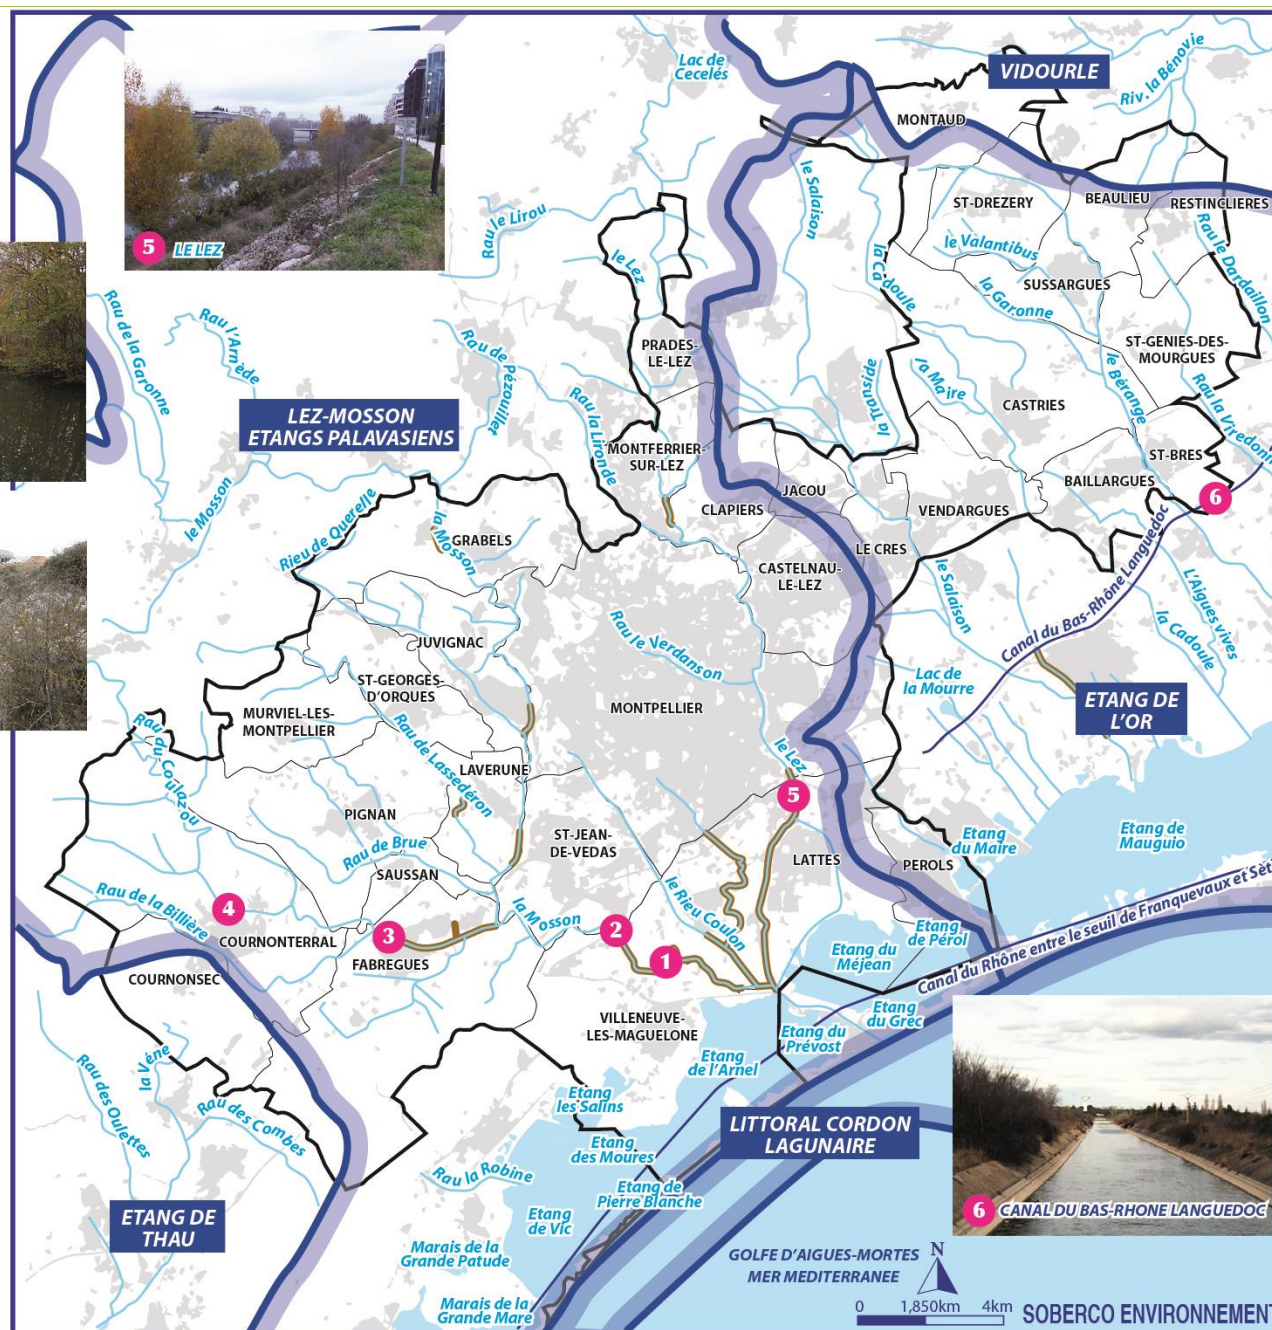 Lac de
Cecelés
VIDOURLE
Riv. la Bénovie
MONTAUD
5 LE LEZ
Rau le Lirou
le Lez
le Salaison
la Cadoule
ST-DREZERY
BEAULIEU
RESTINCLIERES
le Valantibus
SUSSARGUES
la Garonne
Rau le Dardaillon
Rau de la Garonne
Rau l'Arnède
Rau de Pézouillet
PRADES-
LE-LEZ
ST-GENIES-DES-
MOURGUES
la Maire
le Bérange
la Transide
CASTRIES
LEZ-MOSSON
ETANGS PALAVASIENS
Rau la Lironde
MONTFERRIER-
SUR-LEZ
Rau la Viredonne
ST-BRES
BAILLARGUES
6
JACOU
CLAPIERS
VENDARGUES
le Mosson
Rieu de Querelle
la Mosson
GRABELS
LE CRES
CASTELNAU-
LE-LEZ
le Salaison
Canal du Bas-Rhône Languedoc
L'Aigues vives
la Cadoule
JUVIGNAC
Rau le Verdanson
ST-GEORGES-
D'ORQUES
Lac de
la Mourre
MURVIEL-LES-
MONTPELLIER
MONTPELLIER
ETANG DE
L'OR
Rau du Coulazou
Rau de Lassedéron
LAVERUNE
le Lez
5
PIGNAN
ST-JEAN-
DE-VEDAS
Rau de Brue
SAUSSAN
LATTES
PEROLS
Etang
du Maire
Etang de
Mauguio
Rau de la Billière
4
COURNONTERRAL
3
FABREGUES
la Mosson
2
1
le Rieu Coulon
Etang
de Pérol
Etang du
Méjean
Canal du Rhône entre le seuil de Franquevaux et Sèt
COURNONSEC
VILLENEUVE-
LES-MAGUELONE
Etang
du Grec
Etang du
Prévost
Etang
de l'Arnel
la Vène
Rau des Oulettes
Rau des Combes
Etang
les Salins
LITTORAL CORDON
LAGUNAIRE
Etang
des Moures
Rau la Robine
Etang de
Pierre Blanche
ETANG DE
THAU
Etang
de Vic
6 CANAL DU BAS-RHONE LANGUEDOC
Marais de la
Grande Patude
GOLFE D'AIGUES-MORTES
MER MEDITERRANEE
N
Marais de la
Grande Mare
0 1,850km 4km
SOBERCO ENVIRONNEMENT